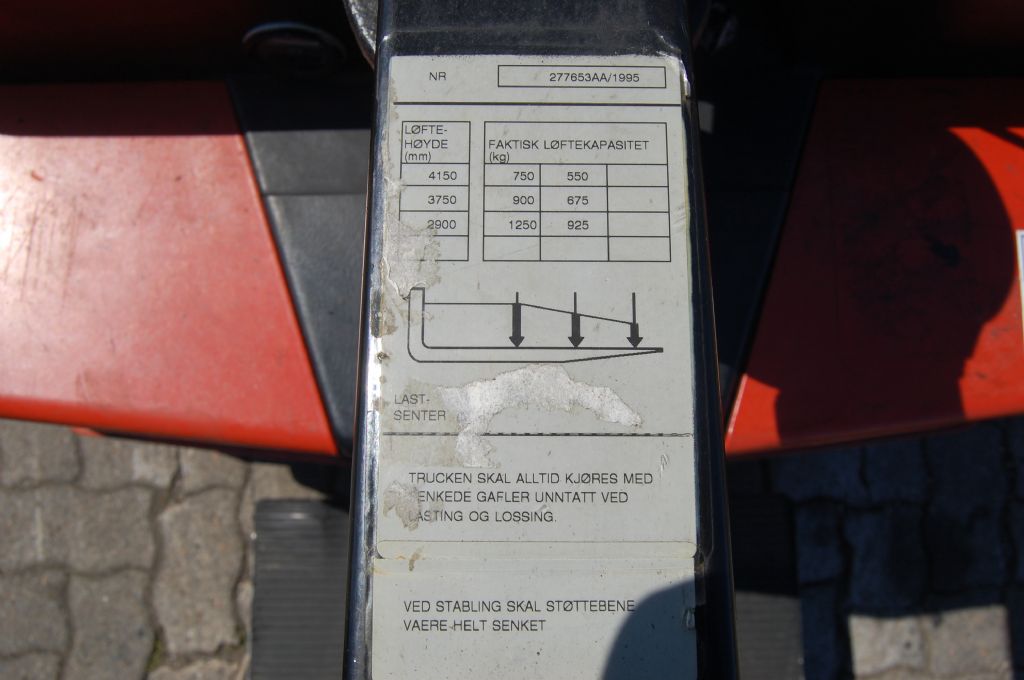 NR 277653AA/1995
LØFTE-
HØYDE
(mm)
FAKTISK LØFTEKAPASITET
(kg)
4150 750 550
3750 900 675
2900 1250 925
LAST-
SENTER
TRUCKEN SKAL ALLTID KJØRES MED
SENKEDE GAFLER UNNTATT VED
LASTING OG LOSSING.
VED STABLING SKAL STØTTEBENE
VAERE HELT SENKET